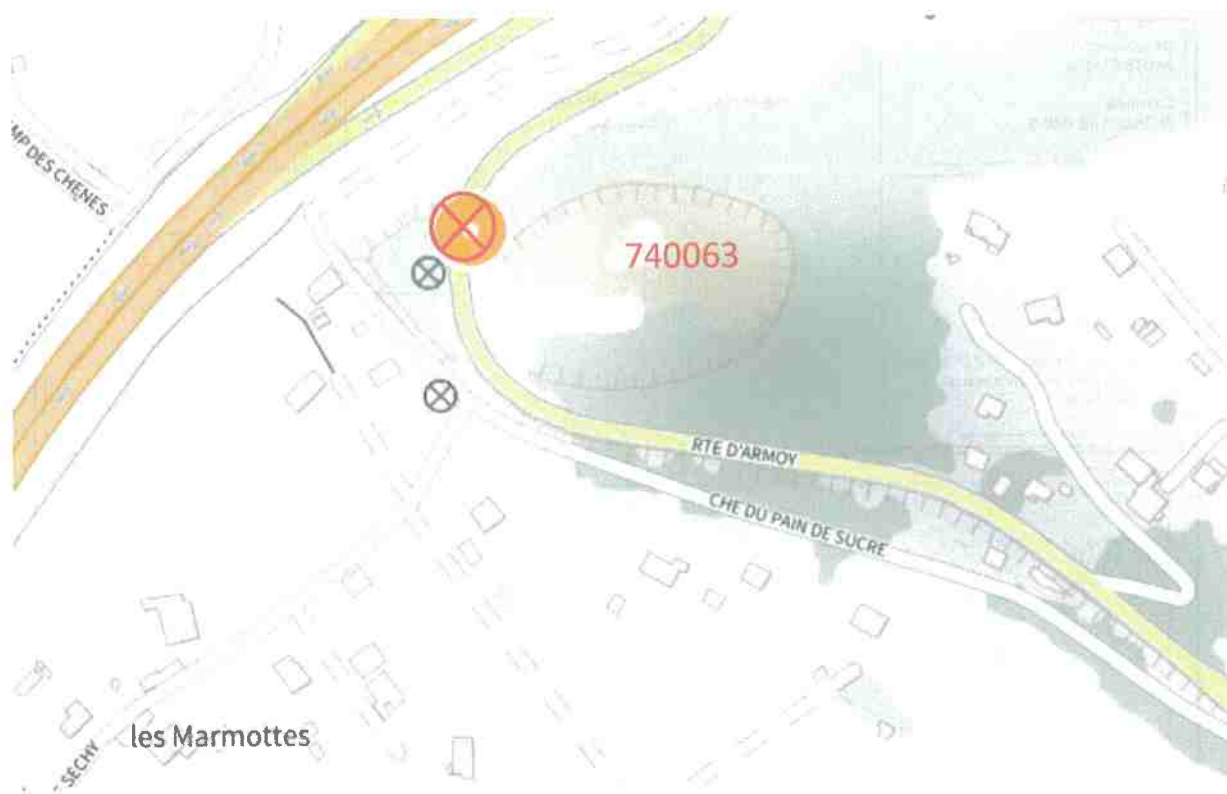 MP DES CHENES
740063
RTE D'ARMOY
CHE DU PAIN DE SUCRE
les Marmottes
SECHY